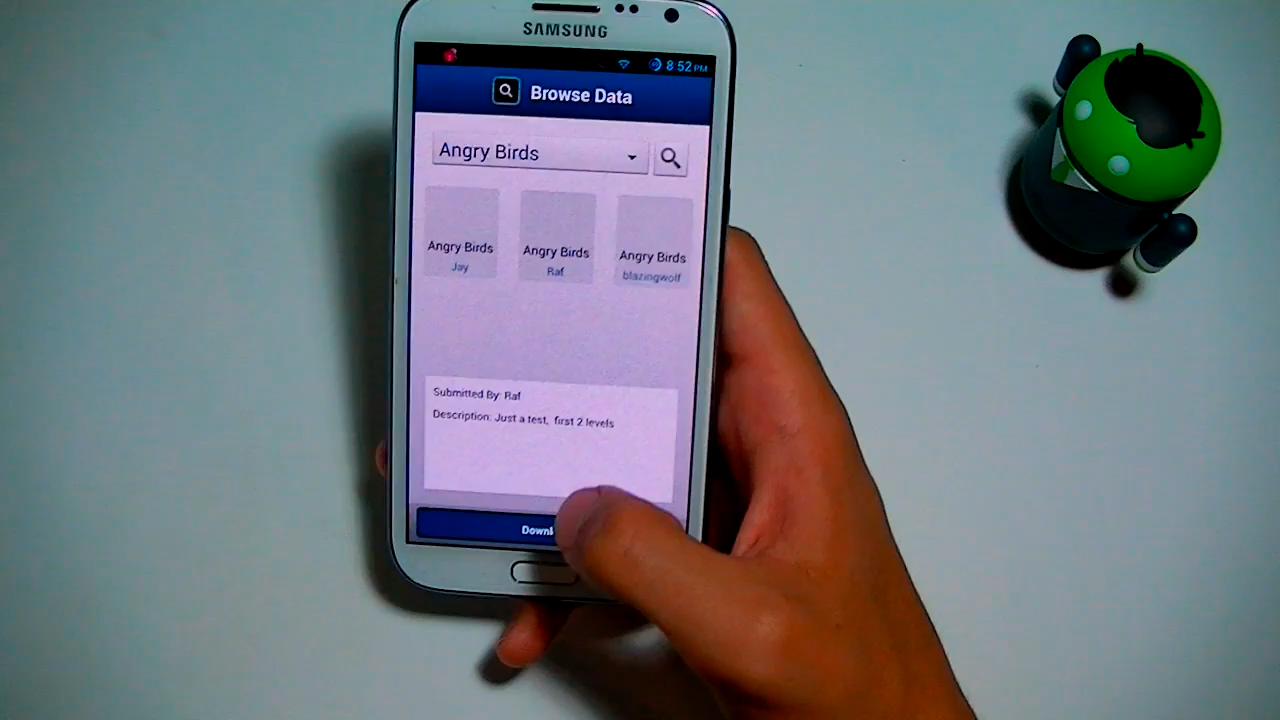 SAMSUNG
8:52 PM
Browse Data
Angry Birds
Angry Birds
Jay
Angry Birds
Raf
Angry Birds
blazingwolf
Submitted By: Raf
Description: Just a test, first 2 levels